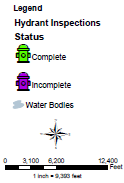 Legend
Hydrant Inspections
Status
Complete
Incomplete
Water Bodies
0 3,100 6,200 12,400
Feet
1 inch = 9,393 feet